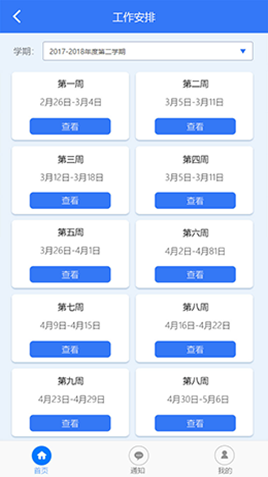 工作安排
学期: 2017-2018年度第二学期
第一周 第二周
2月26日-3月4日 3月5日-3月11日
查看 查看
第三周 第四周
3月12日-3月18日 3月5日-3月11日
查看 查看
第五周 第六周
3月26日-4月1日 4月2日-4月81日
查看 查看
第七周 第八周
4月9日-4月15日 4月16日-4月22日
查看 查看
第九周 第八周
4月23日-4月29日 4月30日-5月6日
查看 查看
首页 通知 我的